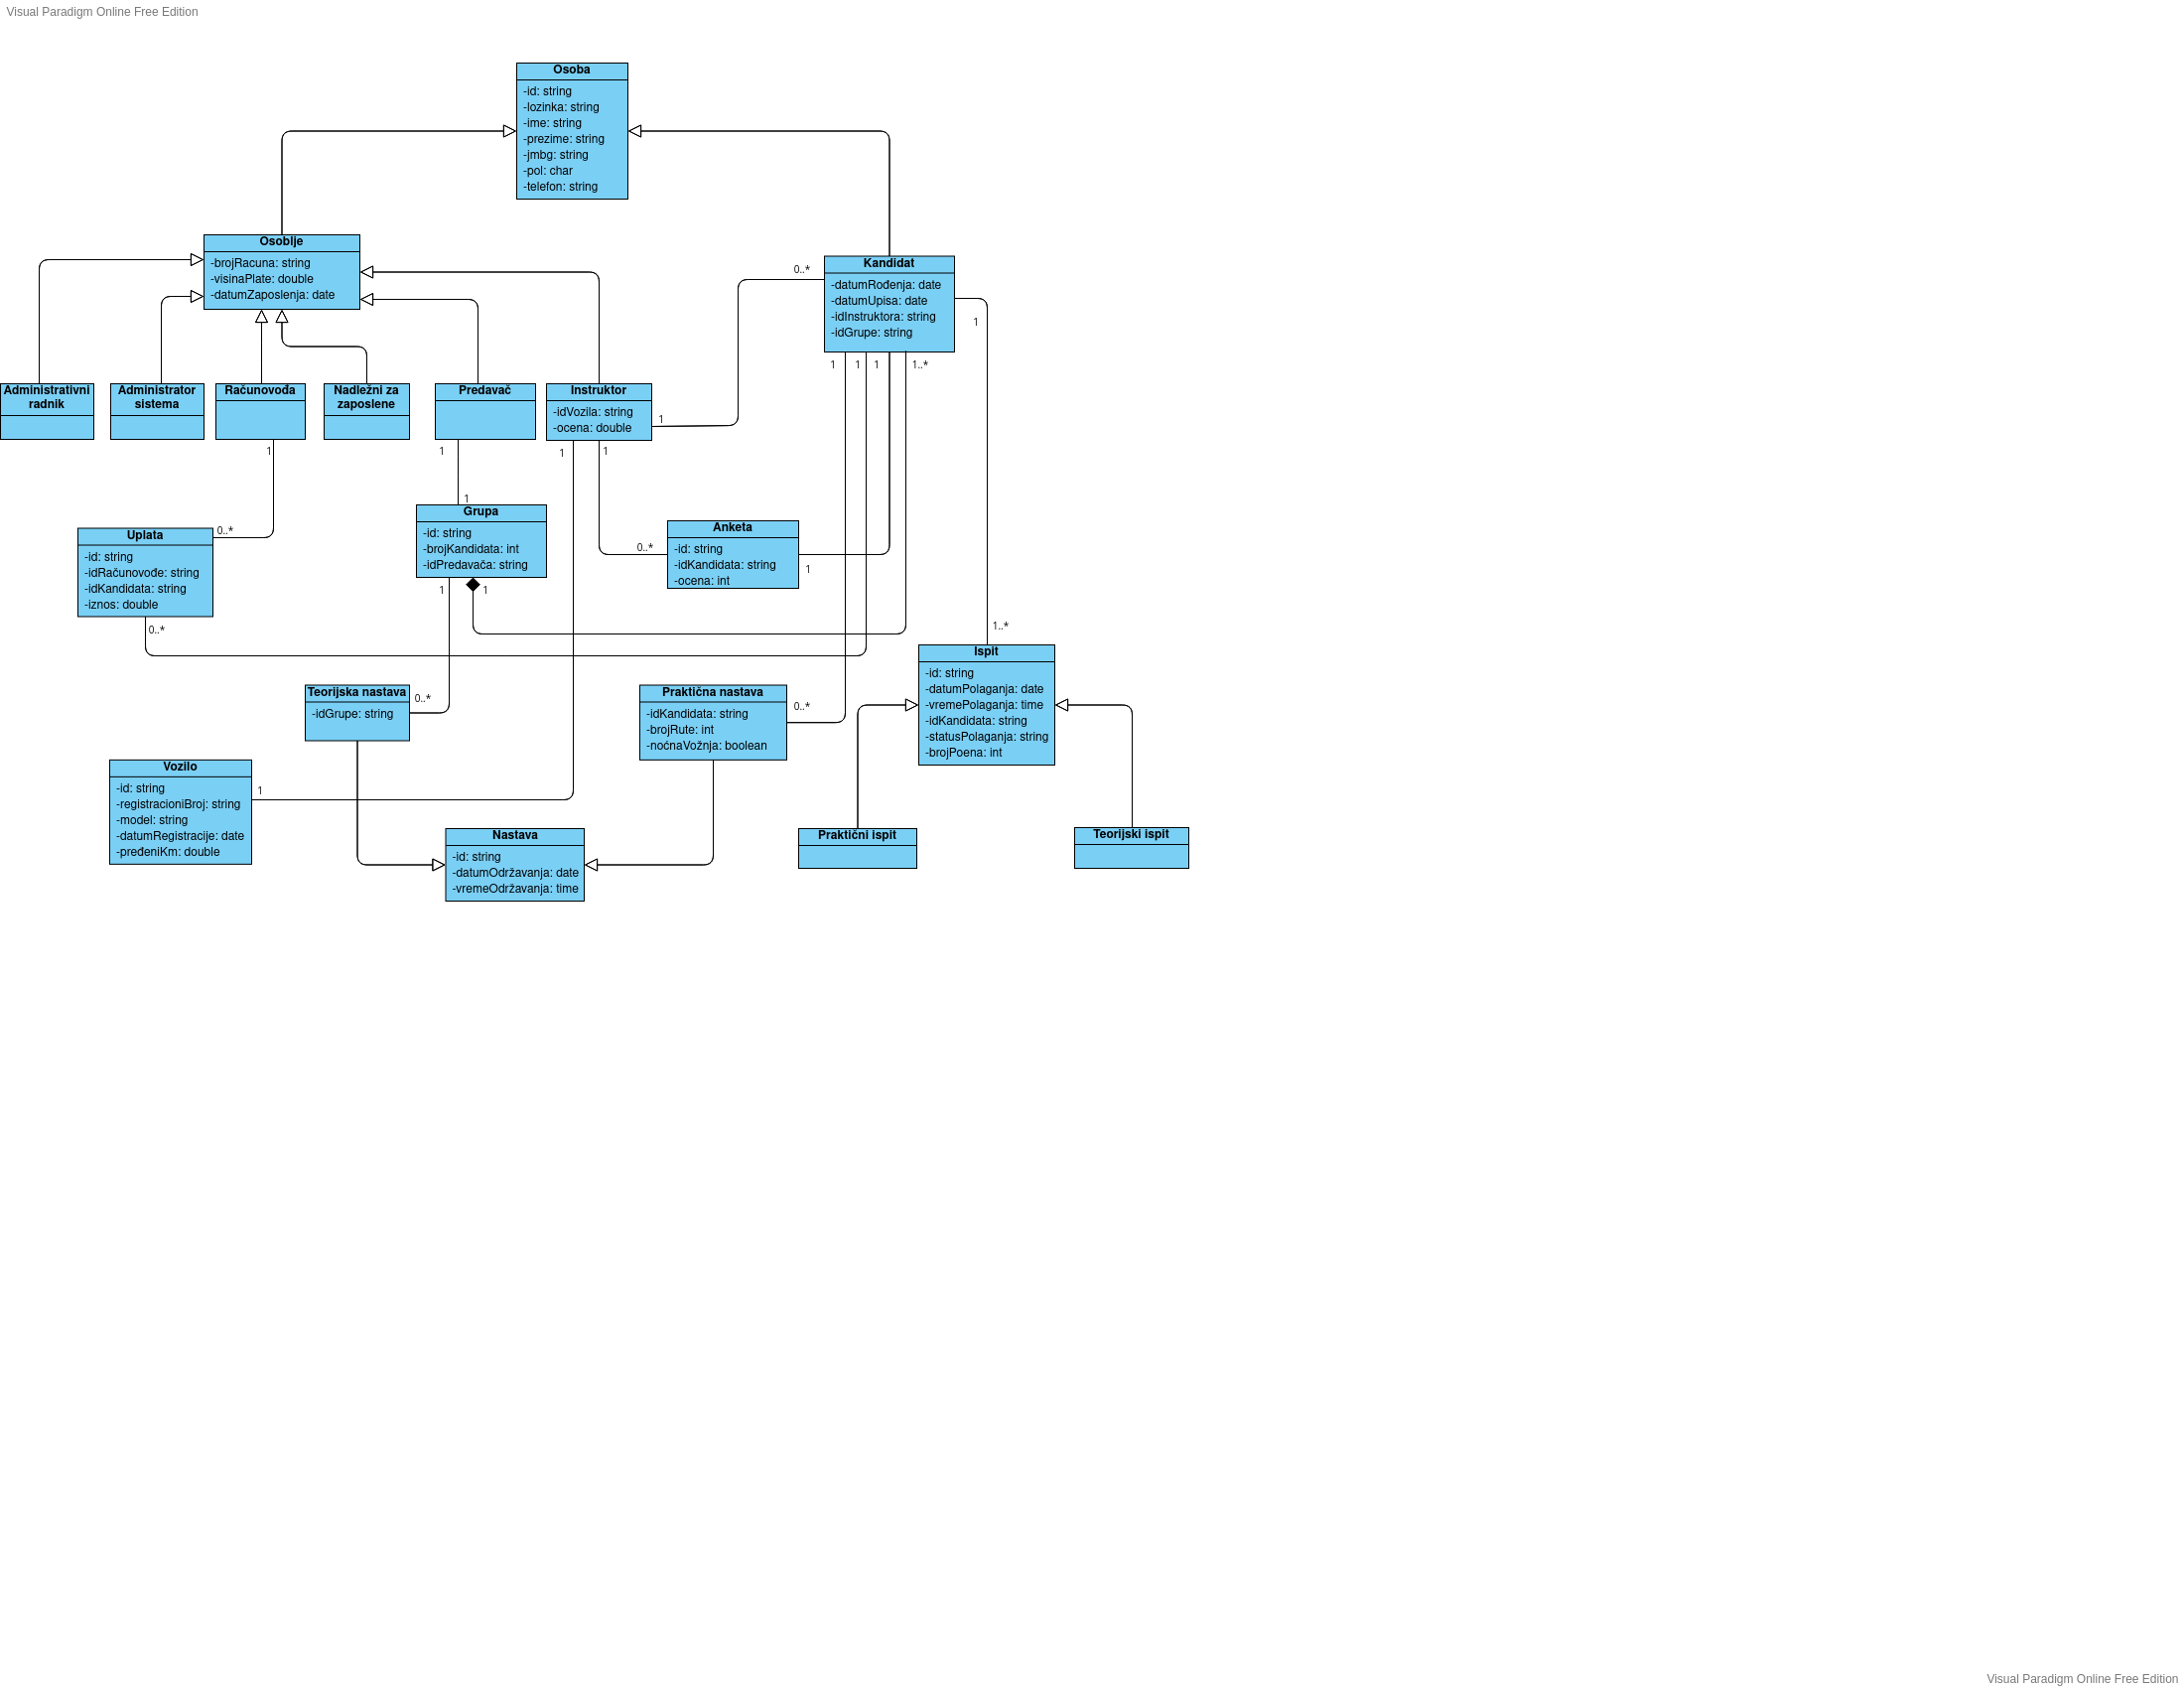 Visual Paradigm Online Free Edition
Osoba
-id: string
-lozinka: string
-ime: string
-prezime: string
-jmbg: string
-pol: char
-telefon: string
Osoblje
-brojRacuna: string
-visinaPlate: double
-datumZaposlenja: date
Kandidat
-datumRođenja: date
-datumUpisa: date
-idInstruktora: string
-idGrupe: string
0..*
1
1
1
1
1..*
Administrativni
radnik
Administrator
sistema
Računovođa
Nadležni za
zaposlene
Predavač
Instruktor
-idVozila: string
-ocena: double
1
1
1
1
1
1
0..*
Uplata
-id: string
-idRačunovođe: string
-idKandidata: string
-iznos: double
0..*
Grupa
-id: string
-brojKandidata: int
-idPredavača: string
1
1
0..*
Anketa
-id: string
-idKandidata: string
-ocena: int
1
1..*
Ispit
-id: string
-datumPolaganja: date
-vremePolaganja: time
-idKandidata: string
-statusPolaganja: string
-brojPoena: int
Teorijska nastava
-idGrupe: string
0..*
Praktična nastava
-idKandidata: string
-brojRute: int
-noćnaVožnja: boolean
0..*
Vozilo
-id: string
-registracioniBroj: string
-model: string
-datumRegistracije: date
-pređeniKm: double
1
Nastava
-id: string
-datumOdržavanja: date
-vremeOdržavanja: time
Praktični ispit
Teorijski ispit
Visual Paradigm Online Free Edition